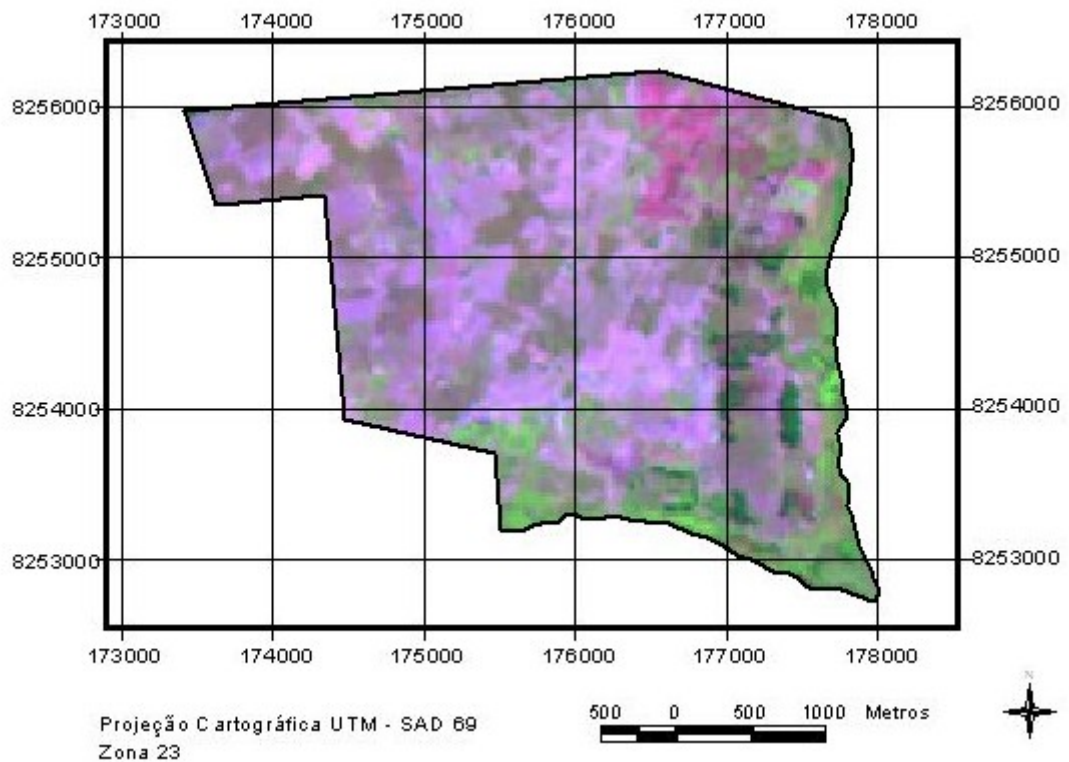 173000 174000 175000 176000 177000 178000
8256000 8256000
8255000 8255000
8254000 8254000
8253000 8253000
173000 174000 175000 176000 177000 178000
N
500 0 500 1000 Metros
Projeção Cartográfica UTM - SAD 69
Zona 23